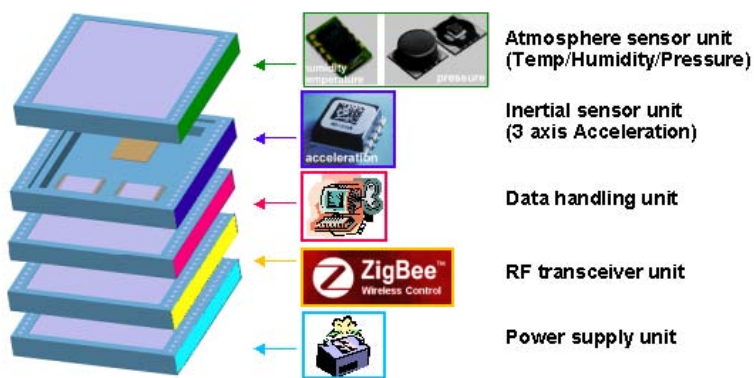 humidity
temperature
pressure
Atmosphere sensor unit
(Temp/Humidity/Pressure)
acceleration
Inertial sensor unit
(3 axis Acceleration)
Data handling unit
ZigBee™
Wireless Control
RF transceiver unit
Power supply unit